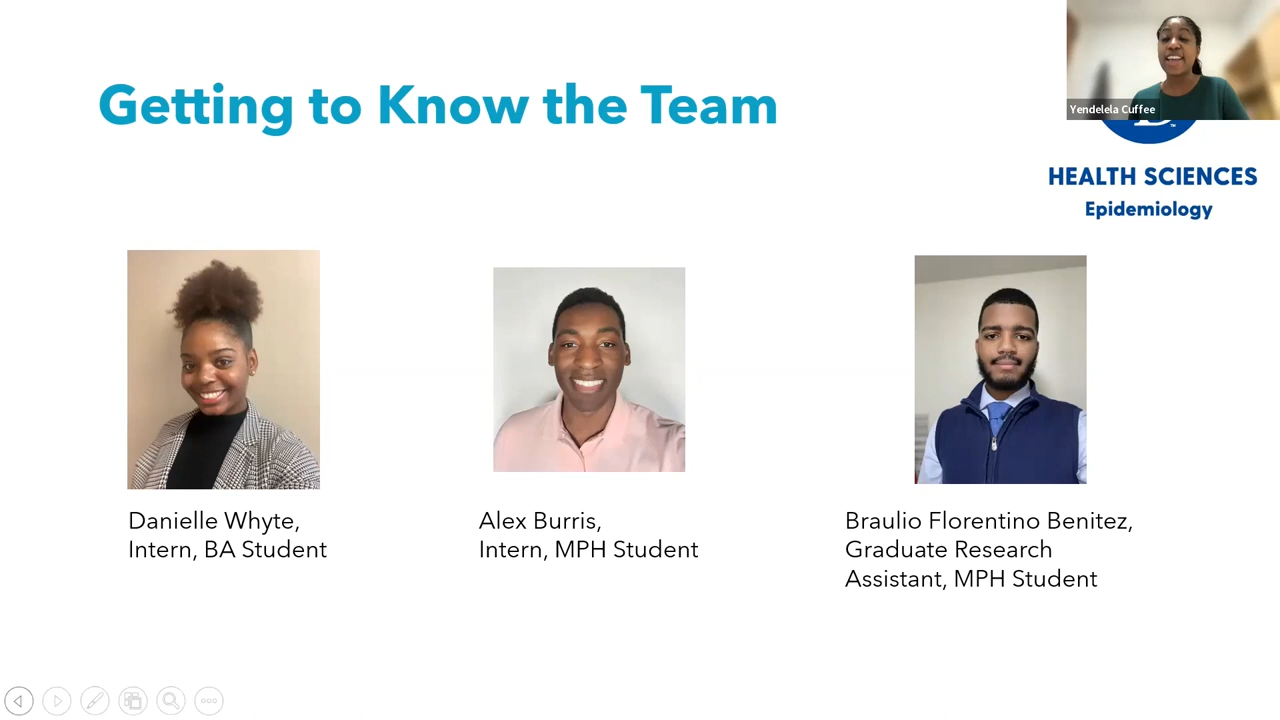 Getting to Know the Team
Yendelela Cuffee
HEALTH SCIENCES
Epidemiology
Danielle Whyte,
Intern, BA Student
Alex Burris,
Intern, MPH Student
Braulio Florentino Benitez,
Graduate Research
Assistant, MPH Student